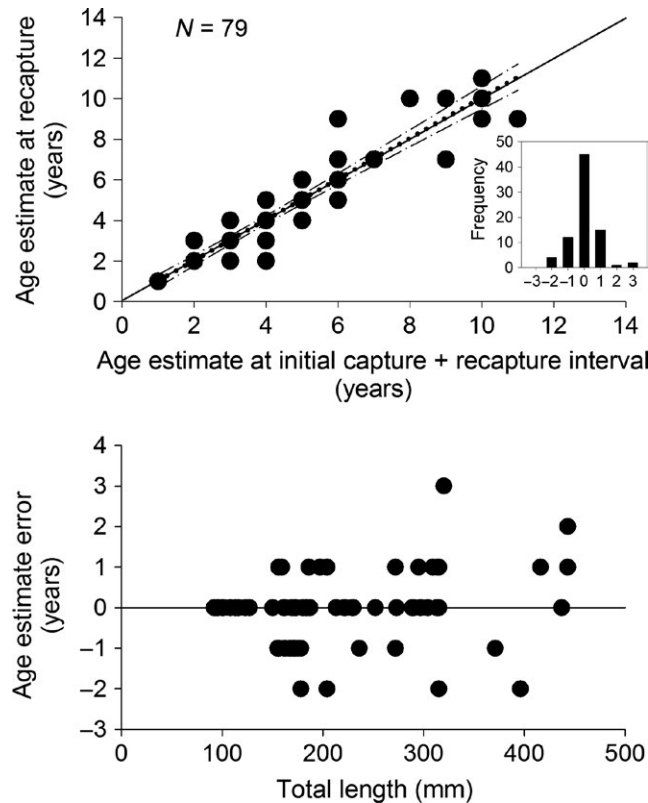 N = 79
Age estimate at recapture
(years)
14
12
10
8
6
4
2
0
0 2 4 6 8 10 12 14
Age estimate at initial capture + recapture interval
(years)
Frequency
50
40
30
20
10
0
–3 –2 –1 0 1 2 3
Age estimate error
(years)
4
3
2
1
0
–1
–2
–3
0 100 200 300 400 500
Total length (mm)